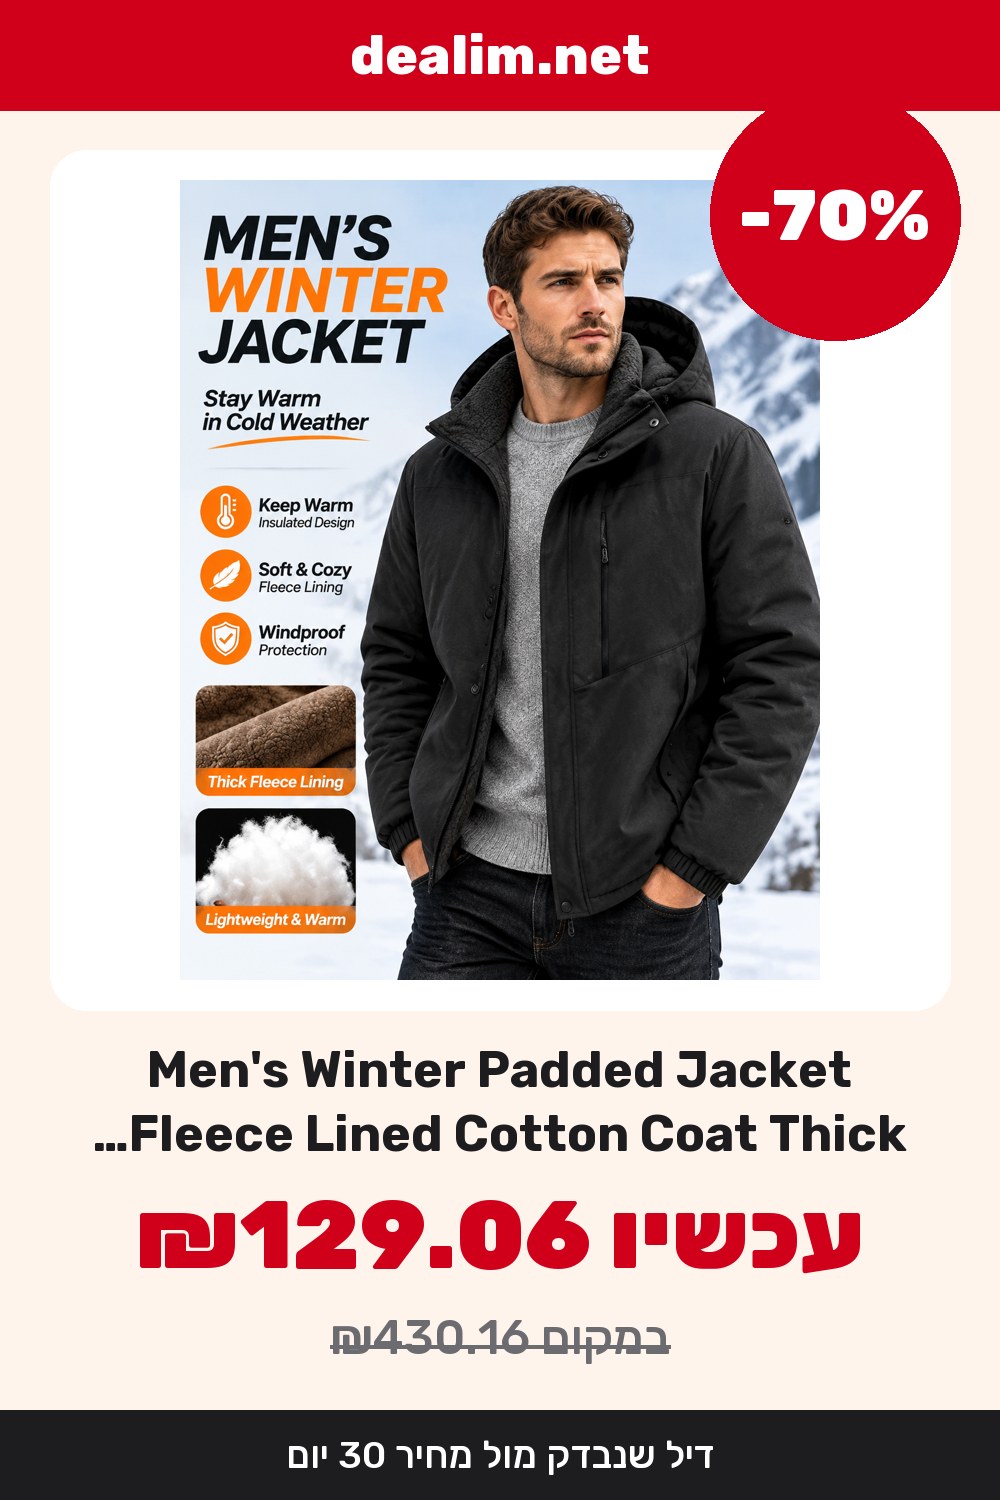 dealim.net
-70%
MEN'S
WINTER
JACKET
Stay Warm
in Cold Weather
Keep Warm
Insulated Design
Soft & Cozy
Fleece Lining
Windproof
Protection
Thick Fleece Lining
Lightweight & Warm
Men's Winter Padded Jacket
Fleece Lined Cotton Coat Thick...
עכשיו 129.06₪
במקום 430.16₪
דיל שנבדק מול מחיר 30 יום